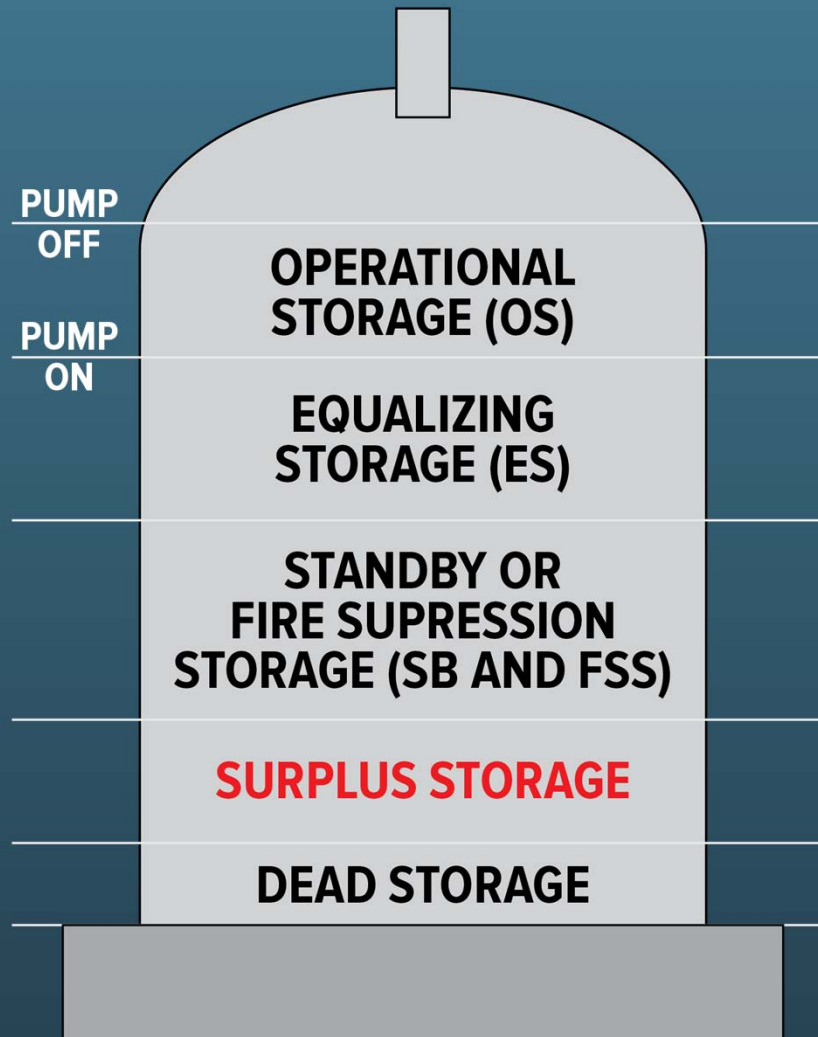 PUMP
OFF
OPERATIONAL
STORAGE (OS)
PUMP
ON
EQUALIZING
STORAGE (ES)
STANDBY OR
FIRE SUPRESSION
STORAGE (SB AND FSS)
SURPLUS STORAGE
DEAD STORAGE